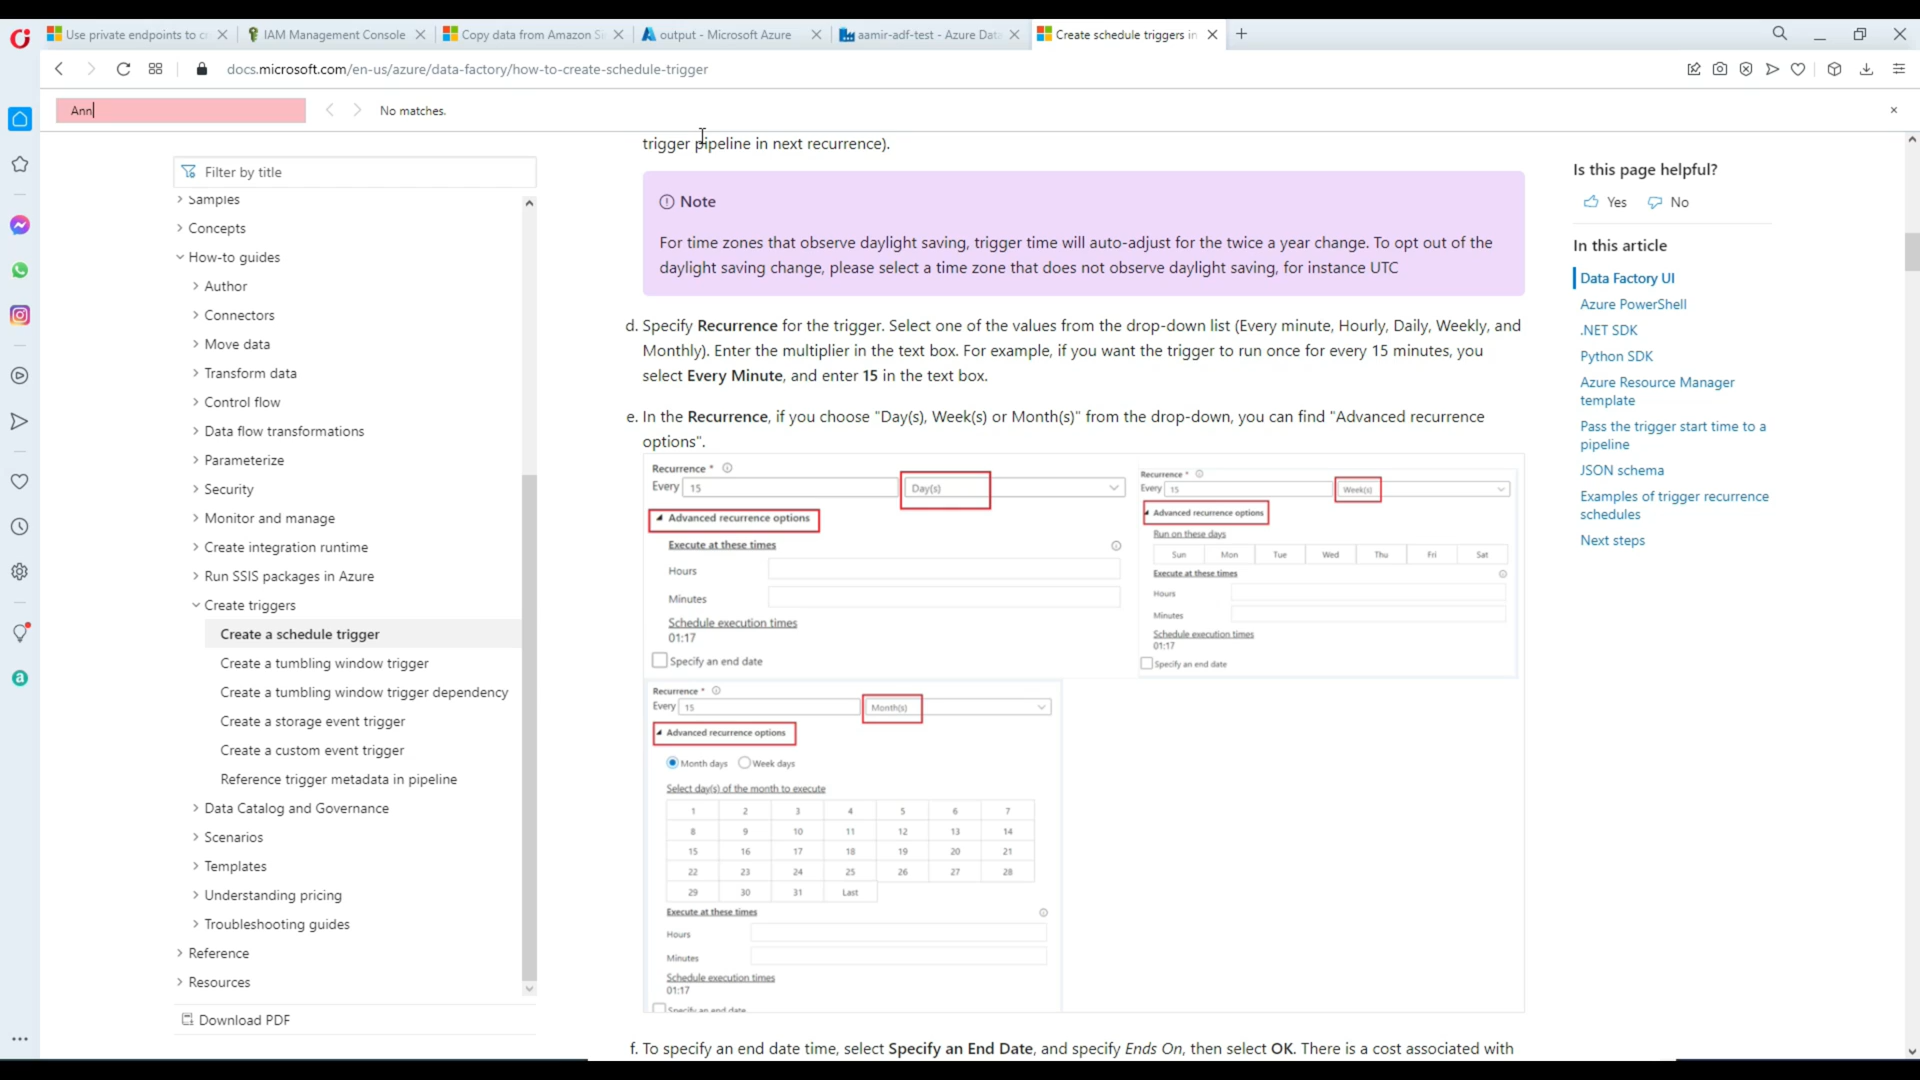 Use private endpoints to c
IAM Management Console
Copy data from Amazon S
output - Microsoft Azure
aamir-adf-test - Azure Data
Create schedule triggers in
docs.microsoft.com/en-us/azure/data-factory/how-to-create-schedule-trigger
Ann
No matches.
Filter by title
Samples
Concepts
How-to guides
Author
Connectors
Move data
Transform data
Control flow
Data flow transformations
Parameterize
Security
Monitor and manage
Create integration runtime
Run SSIS packages in Azure
Create triggers
Create a schedule trigger
Create a tumbling window trigger
Create a tumbling window trigger dependency
Create a storage event trigger
Create a custom event trigger
Reference trigger metadata in pipeline
Data Catalog and Governance
Scenarios
Templates
Understanding pricing
Troubleshooting guides
Reference
Resources
Download PDF
trigger pipeline in next recurrence).
Note
For time zones that observe daylight saving, trigger time will auto-adjust for the twice a year change. To opt out of the
daylight saving change, please select a time zone that does not observe daylight saving, for instance UTC
d. Specify Recurrence for the trigger. Select one of the values from the drop-down list (Every minute, Hourly, Daily, Weekly, and
Monthly). Enter the multiplier in the text box. For example, if you want the trigger to run once for every 15 minutes, you
select Every Minute, and enter 15 in the text box.
e. In the Recurrence, if you choose "Day(s), Week(s) or Month(s)" from the drop-down, you can find "Advanced recurrence
options".
Recurrence *
Every 15 Day(s)
Advanced recurrence options
Execute at these times
Hours
Minutes
Schedule execution times
01:17
Specify an end date
Recurrence *
Every 15 Week(s)
Advanced recurrence options
Run on these days
Sun Mon Tue Wed Thu Fri Sat
Execute at these times
Hours
Minutes
Schedule execution times
01:17
Specify an end date
Recurrence *
Every 15 Month(s)
Advanced recurrence options
Month days Week days
Select day(s) of the month to execute
1 2 3 4 5 6 7
8 9 10 11 12 13 14
15 16 17 18 19 20 21
22 23 24 25 26 27 28
29 30 31 Last
Execute at these times
Hours
Minutes
Schedule execution times
01:17
Specify an end date
f. To specify an end date time, select Specify an End Date, and specify Ends On, then select OK. There is a cost associated with
Is this page helpful?
Yes No
In this article
Data Factory UI
Azure PowerShell
.NET SDK
Python SDK
Azure Resource Manager
template
Pass the trigger start time to a
pipeline
JSON schema
Examples of trigger recurrence
schedules
Next steps